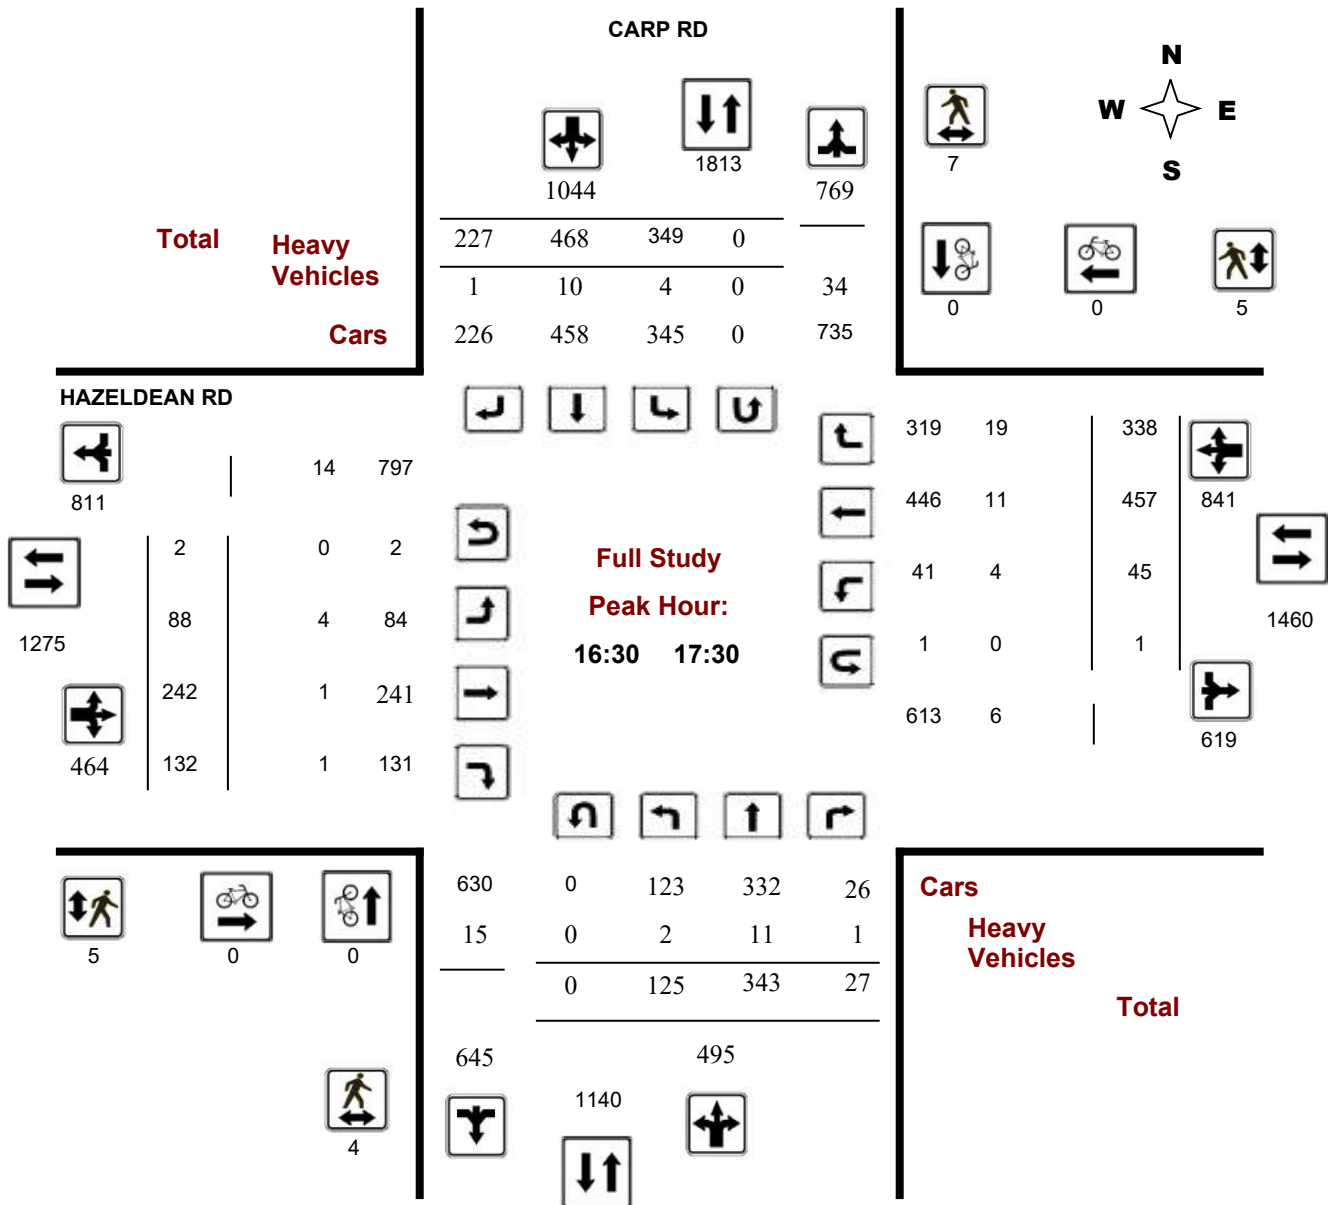 CARP RD
N
W E
S
1044 1813 769 7
Total Heavy Vehicles
227 468 349 0
1 10 4 0 34
Cars 226 458 345 0 735
0 0 5
HAZELDEAN RD
811 14 797
2 0 2
88 4 84
1275
242 1 241
464 132 1 131
Full Study
Peak Hour:
16:30 17:30
319 19 338
446 11 457 841
41 4 45
1460
1 0 1
613 6 619
5 0 0
630 0 123 332 26
15 0 2 11 1
0 125 343 27
Cars
Heavy
Vehicles
Total
645 495
1140
4